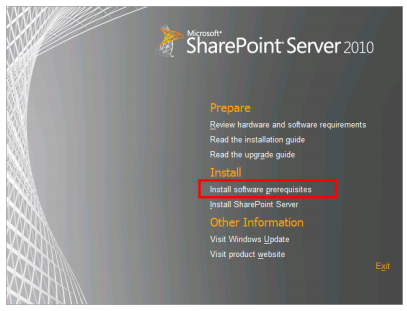 Microsoft®
SharePoint Server 2010
Prepare
Review hardware and software requirements
Read the installation guide
Read the upgrade guide
Install
Install software prerequisites
Install SharePoint Server
Other Information
Visit Windows Update
Visit product website
Exit